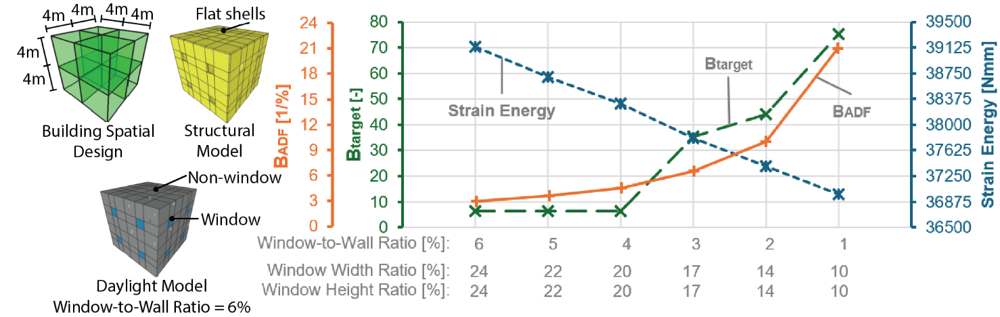 4m 4m 4m 4m
4m
4m
Building Spatial
Design
Flat shells
Structural
Model
Non-window
Window
Daylight Model
Window-to-Wall Ratio = 6%
BADF [1/%]
24
21
18
15
12
9
6
3
0
Btarget [-]
80
70
60
50
40
30
20
10
0
Strain Energy
Btarget
BADF
39500
39125
38750
38375
38000
37625
37250
36875
36500
Strain Energy [Nmm]
Window-to-Wall Ratio [%]: 6 5 4 3 2 1
Window Width Ratio [%]: 24 22 20 17 14 10
Window Height Ratio [%]: 24 22 20 17 14 10